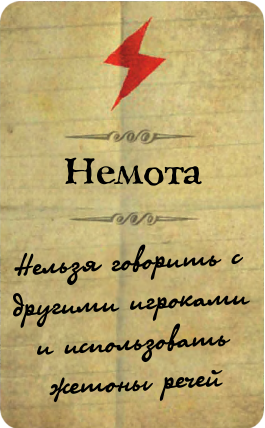 Немота
Нельзя говорить с
другими игроками
и использовать
жетоны речей